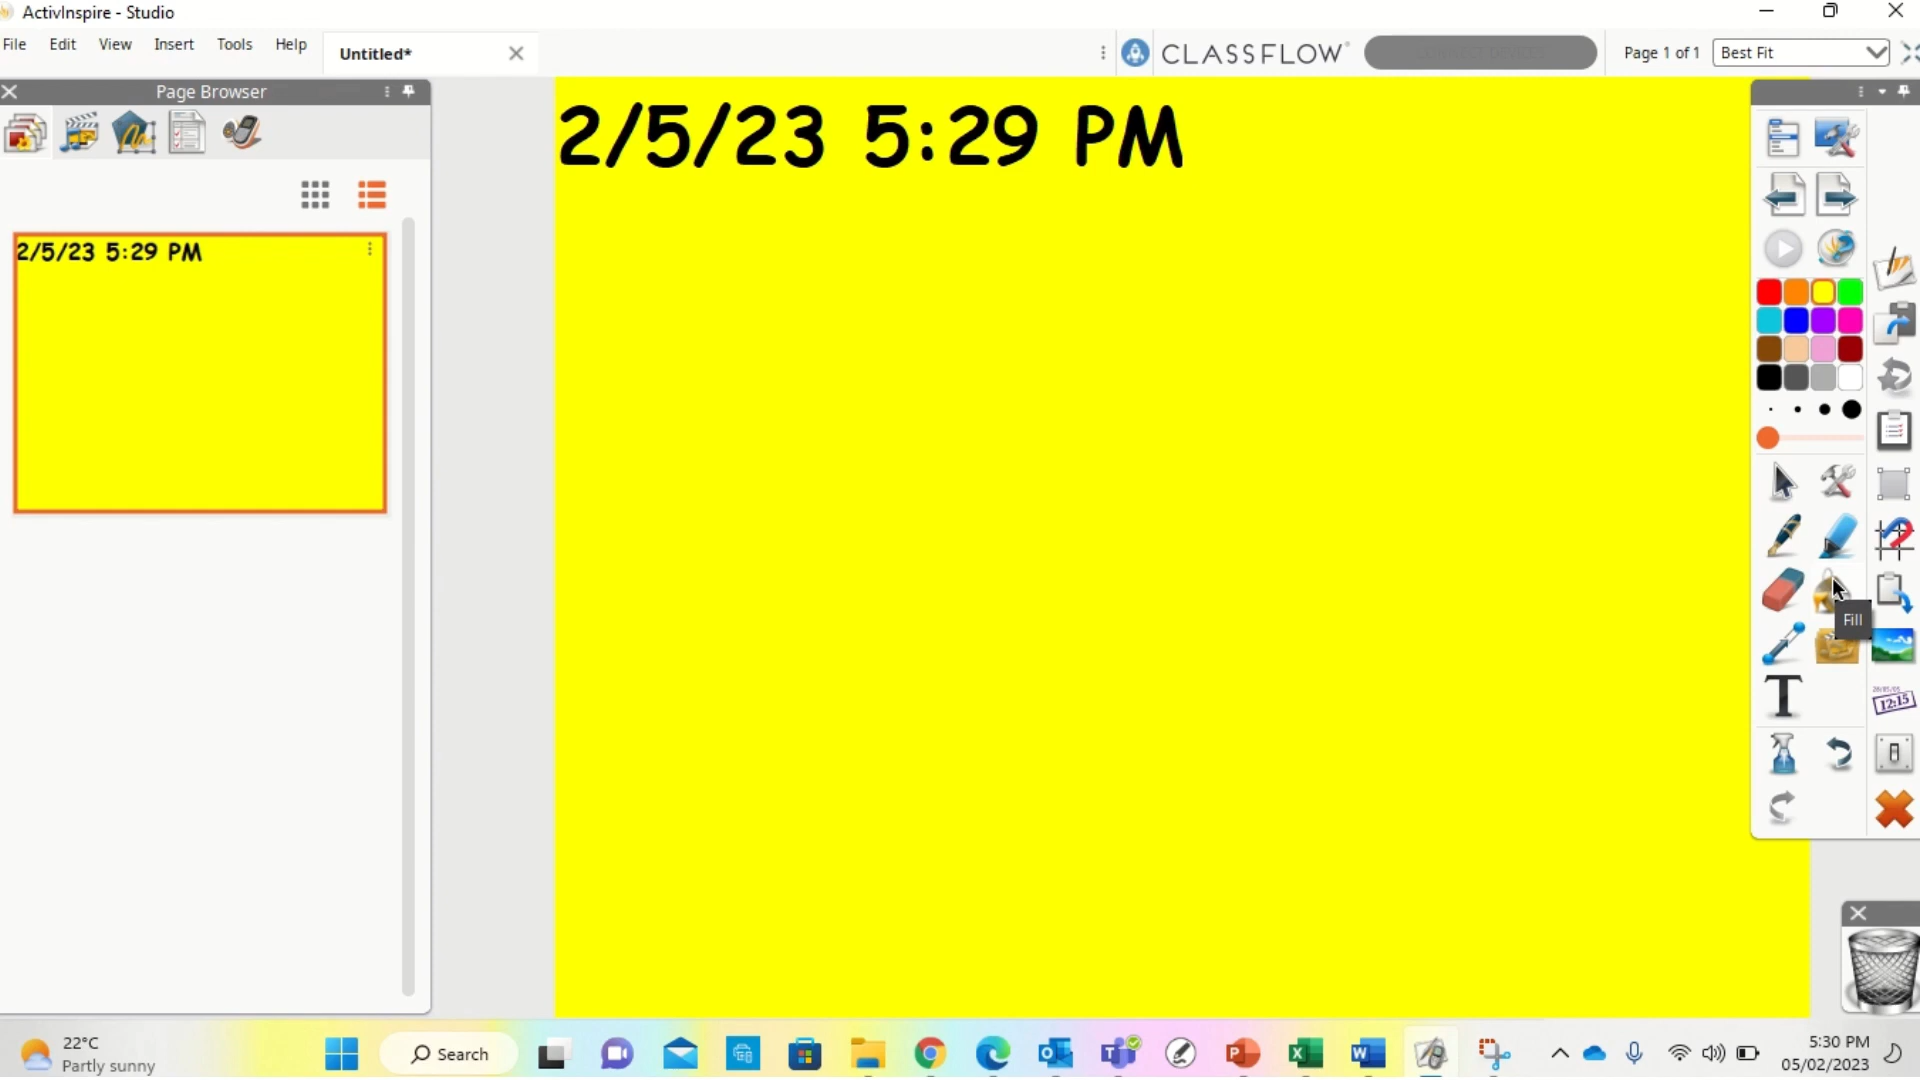 ActivInspire - Studio
File Edit View Insert Tools Help
Untitled*
CLASSFLOW
Page 1 of 1
Best Fit
Page Browser
2/5/23 5:29 PM
2/5/23 5:29 PM
Fill
T
12:15
22°C
Partly sunny
Search
5:30 PM
05/02/2023